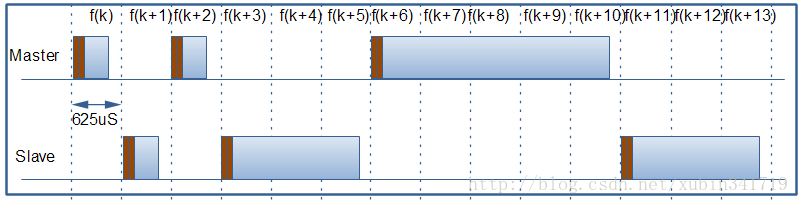 f(k) f(k+1) f(k+2) f(k+3) f(k+4) f(k+5) f(k+6) f(k+7) f(k+8) f(k+9) f(k+10) f(k+11) f(k+12) f(k+13)
Master
625uS
Slave
http://blog.csdn.net/xubin341719